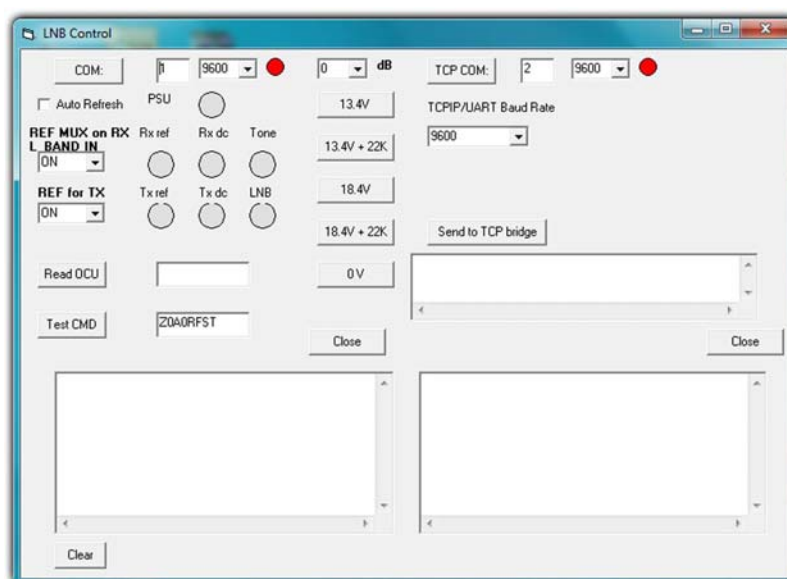 LNB Control
COM: 1 9600 0 dB TCP COM: 2 9600
Auto Refresh PSU 13.4V TCPIP/UART Baud Rate
REF MUX on RX Rx ref Rx dc Tone 9600
L_BAND IN 13.4V + 22K
ON
REF for TX Tx ref Tx dc LNB 18.4V
ON
18.4V + 22K Send to TCP bridge
Read OCU 0 V
Test CMD Z0A0RFST
Close Close
Clear